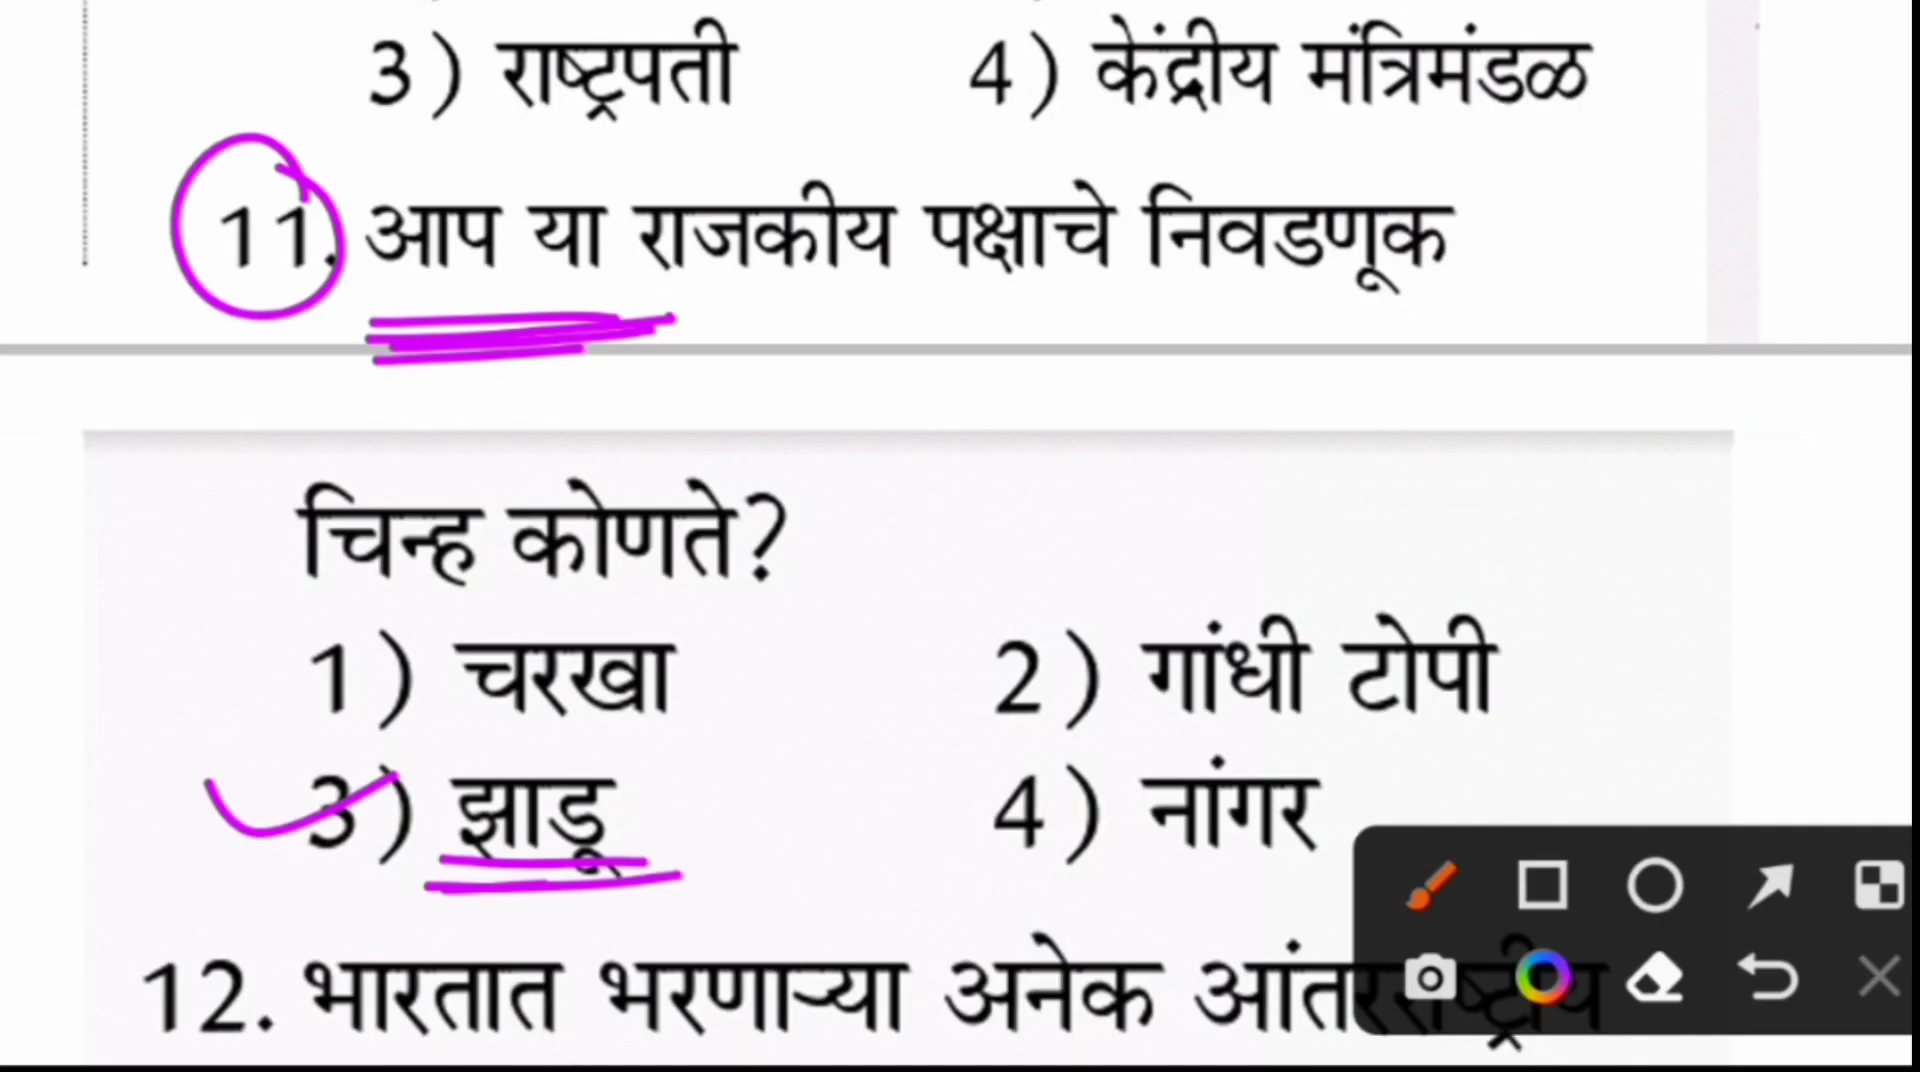 3) राष्ट्रपती 4) केंद्रीय मंत्रिमंडळ
11. आप या राजकीय पक्षाचे निवडणूक
चिन्ह कोणते?
1) चरखा 2) गांधी टोपी
3) झाडू 4) नांगर
12. भारतात भरणाऱ्या अनेक आंतरराष्ट्रीय